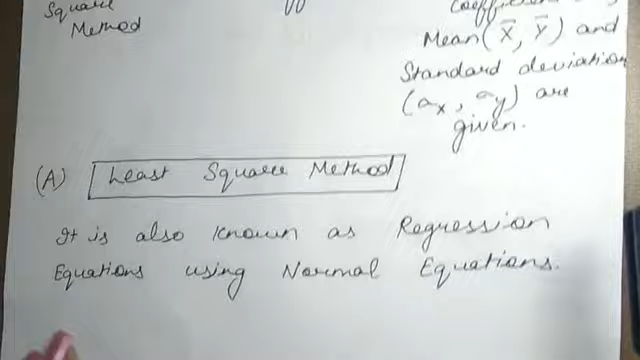 Square
Method
Mean (X̄, Ȳ) and
Standard deviation
(σx, σy) are
given.
(A) Least Square Method
It is also known as Regression
Equations using Normal Equations.